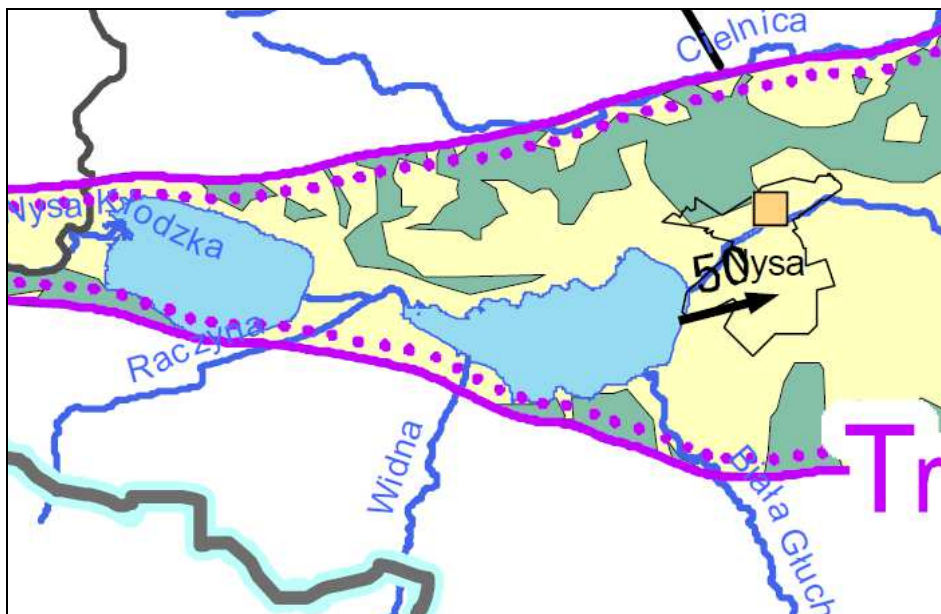 Cielnica
Nysa Kłodzka
50
Nysa
Raczyna
Widna
Biała Głuch
Tr